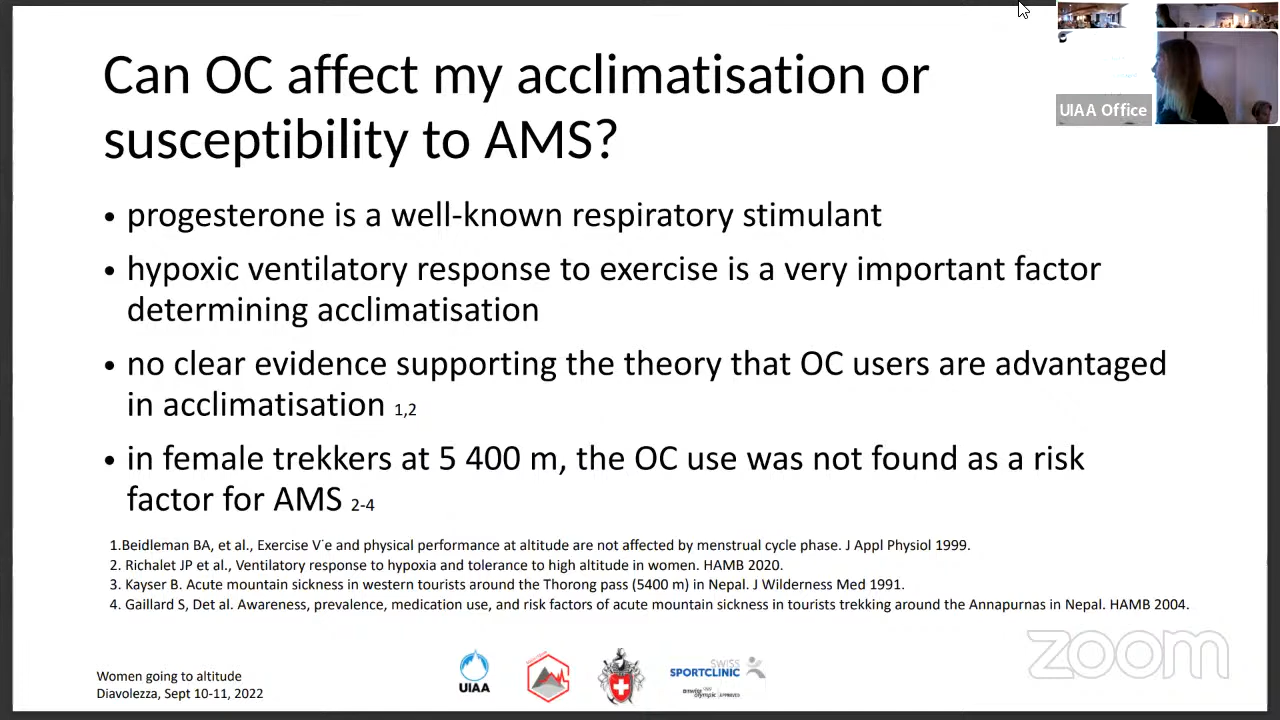 Can OC affect my acclimatisation or
susceptibility to AMS?
UIAA Office
• progesterone is a well-known respiratory stimulant
• hypoxic ventilatory response to exercise is a very important factor
determining acclimatisation
• no clear evidence supporting the theory that OC users are advantaged
in acclimatisation 1,2
• in female trekkers at 5 400 m, the OC use was not found as a risk
factor for AMS 2-4
1.Beidleman BA, et al., Exercise V˙e and physical performance at altitude are not affected by menstrual cycle phase. J Appl Physiol 1999.
2. Richalet JP et al., Ventilatory response to hypoxia and tolerance to high altitude in women. HAMB 2020.
3. Kayser B. Acute mountain sickness in western tourists around the Thorong pass (5400 m) in Nepal. J Wilderness Med 1991.
4. Gaillard S, Det al. Awareness, prevalence, medication use, and risk factors of acute mountain sickness in tourists trekking around the Annapurnas in Nepal. HAMB 2004.
Women going to altitude
Diavolezza, Sept 10-11, 2022
UIAA
SWISS
SPORTCLINIC
zoom